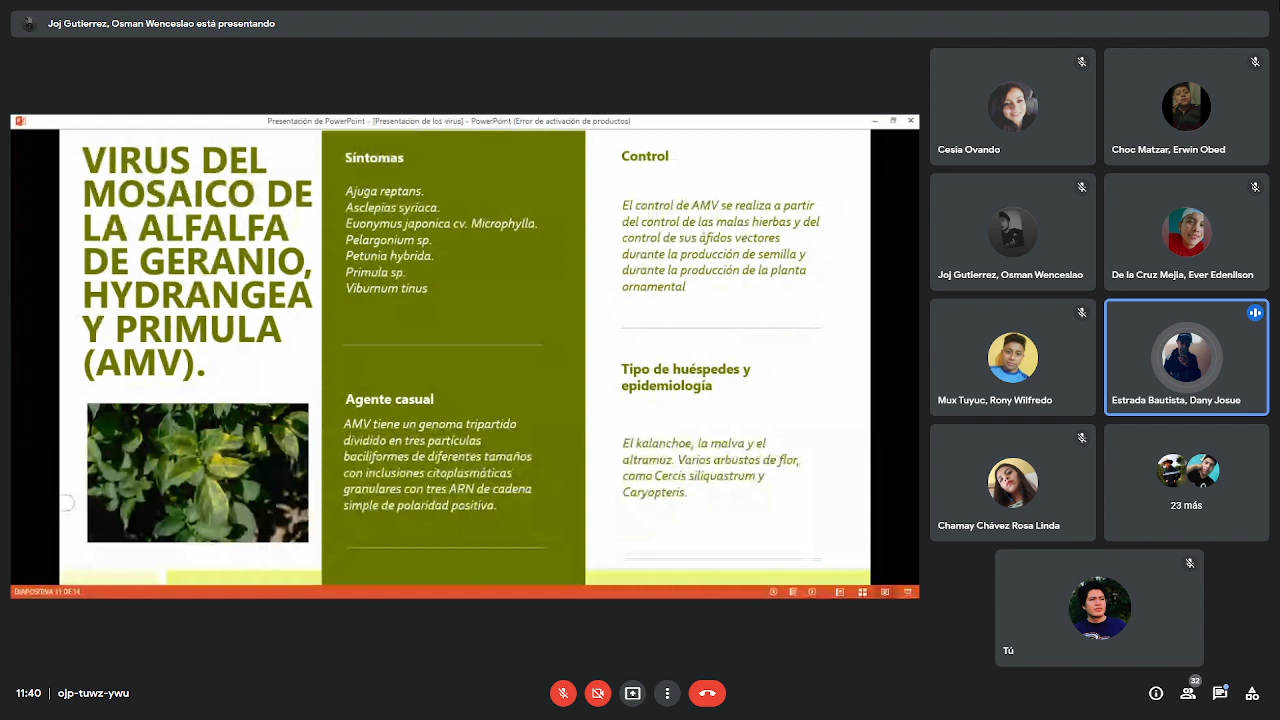 Joj Gutierrez, Osman Wenceslao está presentando
Presentación de PowerPoint - [Presentacion de los virus] - PowerPoint (Error de activación de productos)
VIRUS DEL
MOSAICO DE
LA ALFALFA
DE GERANIO,
HYDRANGEA
Y PRIMULA
(AMV).
Síntomas
Ajuga reptans.
Asclepias syriaca.
Euonymus japonica cv. Microphylla.
Pelargonium sp.
Petunia hybrida.
Primula sp.
Viburnum tinus
Agente casual
AMV tiene un genoma tripartido
dividido en tres partículas
baciliformes de diferentes tamaños
con inclusiones citoplasmáticas
granulares con tres ARN de cadena
simple de polaridad positiva.
Control
El control de AMV se realiza a partir
del control de las malas hierbas y del
control de sus áfidos vectores
durante la producción de semilla y
durante la producción de la planta
ornamental
Tipo de huéspedes y
epidemiología
El kalanchoe, la malva y el
altramuz. Varios arbustos de flor,
como Cercis siliquastrum y
Caryopteris.
DIAPOSITIVA 11 DE 14
Cesia Ovando
Choc Matzar, Erwin Obed
Joj Gutierrez, Osman Wenceslao
De la Cruz Mejía, Ever Edeilson
Mux Tuyuc, Rony Wilfredo
Estrada Bautista, Dany Josue
Chamay Chávez Rosa Linda
23 más
Tú
11:40 | ojp-tuwz-ywu
32